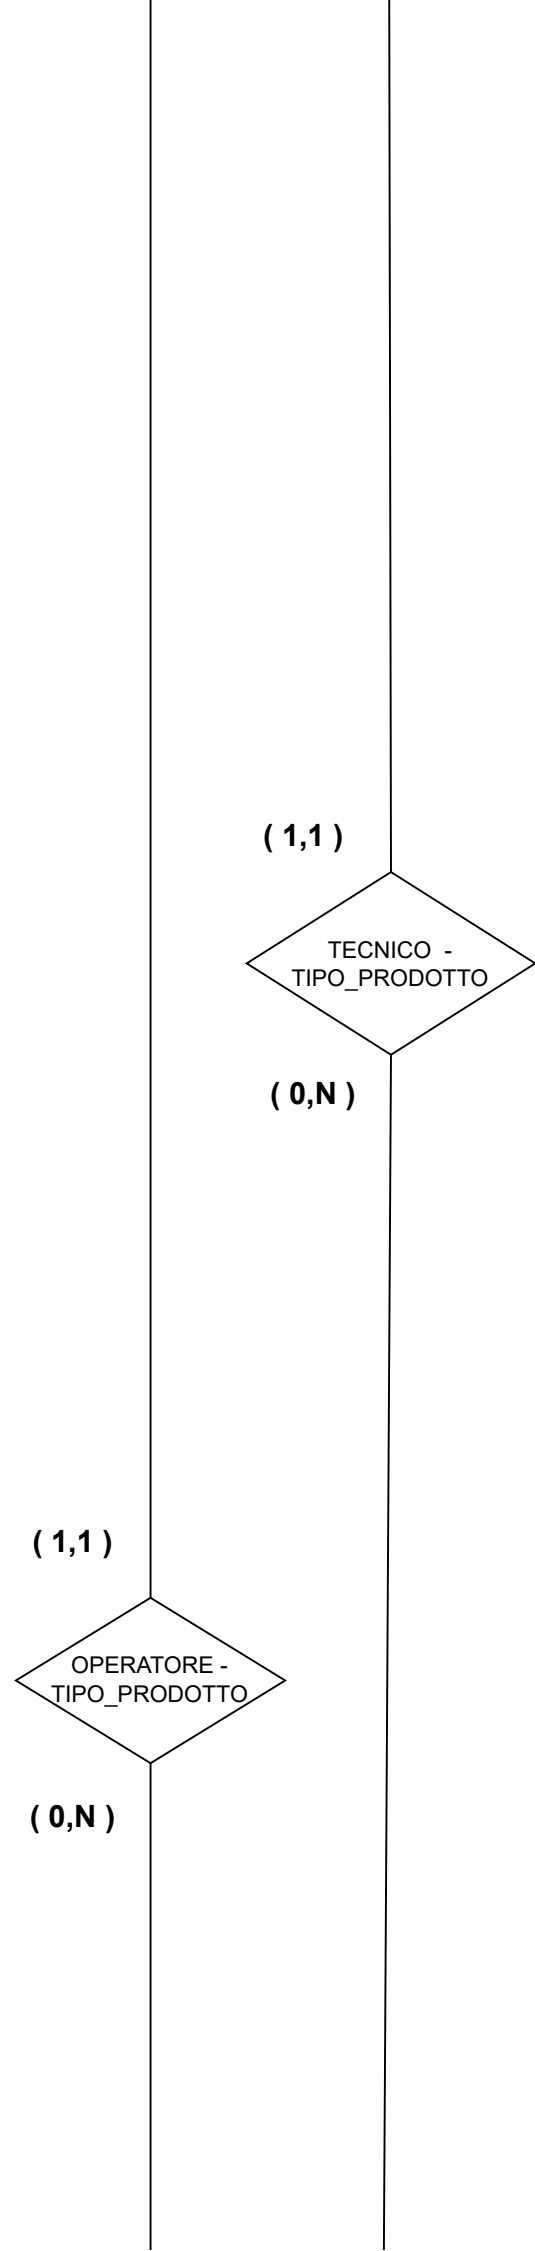 ( 1,1 )
TECNICO -
TIPO_PRODOTTO
( 0,N )
( 1,1 )
OPERATORE -
TIPO_PRODOTTO
( 0,N )